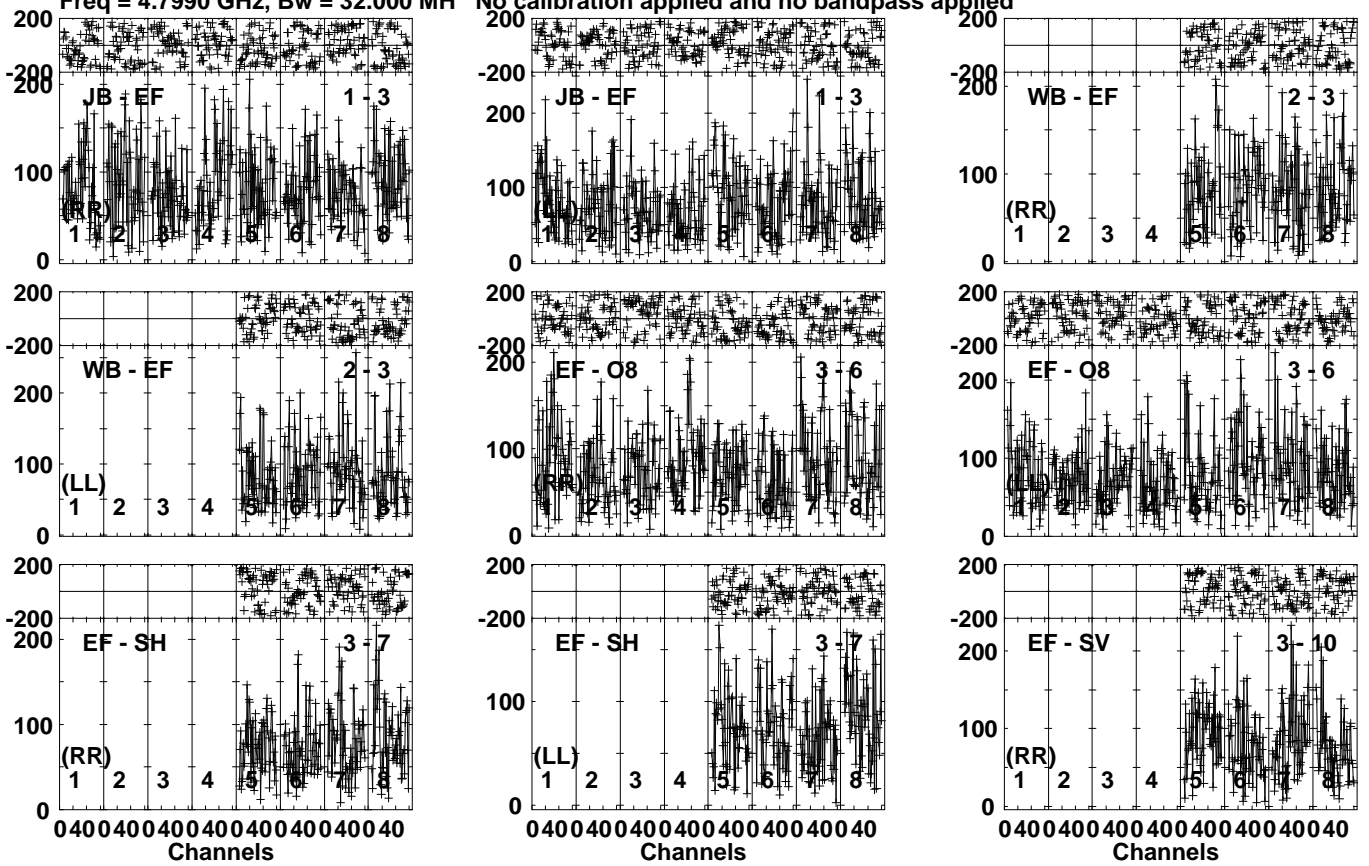 Freq = 4.7990 GHz, Bw = 32.000 MH No calibration applied and no bandpass applied
200 200 200
-200 -200 -200
200
JB - EF 1 - 3 JB - EF 1 - 3 WB - EF 2 - 3
200 200
100 100 100
(RR) (LL) (RR)
1 2 3 4 5 6 7 8 1 2 3 4 5 6 7 8 1 2 3 4 5 6 7 8
0 0 0
200 200 200
-200 -200 -200
WB - EF 2 - 3 EF - O8 3 - 6 EF - O8 3 - 6
200 200 200
100 100 100
(LL) (RR) (LL)
1 2 3 4 5 6 7 8 1 2 3 4 5 6 7 8 1 2 3 4 5 6 7 8
0 0 0
200 200 200
-200 -200 -200
EF - SH 3 - 7 EF - SH 3 - 7 EF - SV 3 - 10
200 200
100 100 100
(RR) (LL) (RR)
1 2 3 4 5 6 7 8 1 2 3 4 5 6 7 8 1 2 3 4 5 6 7 8
0 0 0
0 40 0 40 0 40 0 40 0 40 0 40 0 40 0 40 0 40 0 40 0 40 0 40 0 40 0 40 0 40 0 40 0 40 0 40 0 40 0 40 0 40 0 40 0 40 0 40
Channels Channels Channels